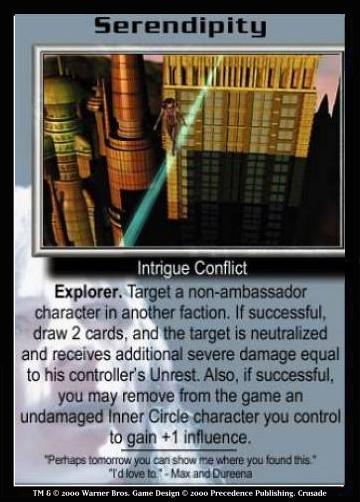 Serendipity
Intrigue Conflict
Explorer. Target a non-ambassador
character in another faction. If successful,
draw 2 cards, and the target is neutralized
and receives additional severe damage equal
to his controller's Unrest. Also, if successful,
you may remove from the game an
undamaged Inner Circle character you control
to gain +1 influence.
"Perhaps tomorrow you can show me where you found this."
"I'd love to." - Max and Dureena
TM & © 2000 Warner Bros. Game Design © 2000 Precedence Publishing. Crusade